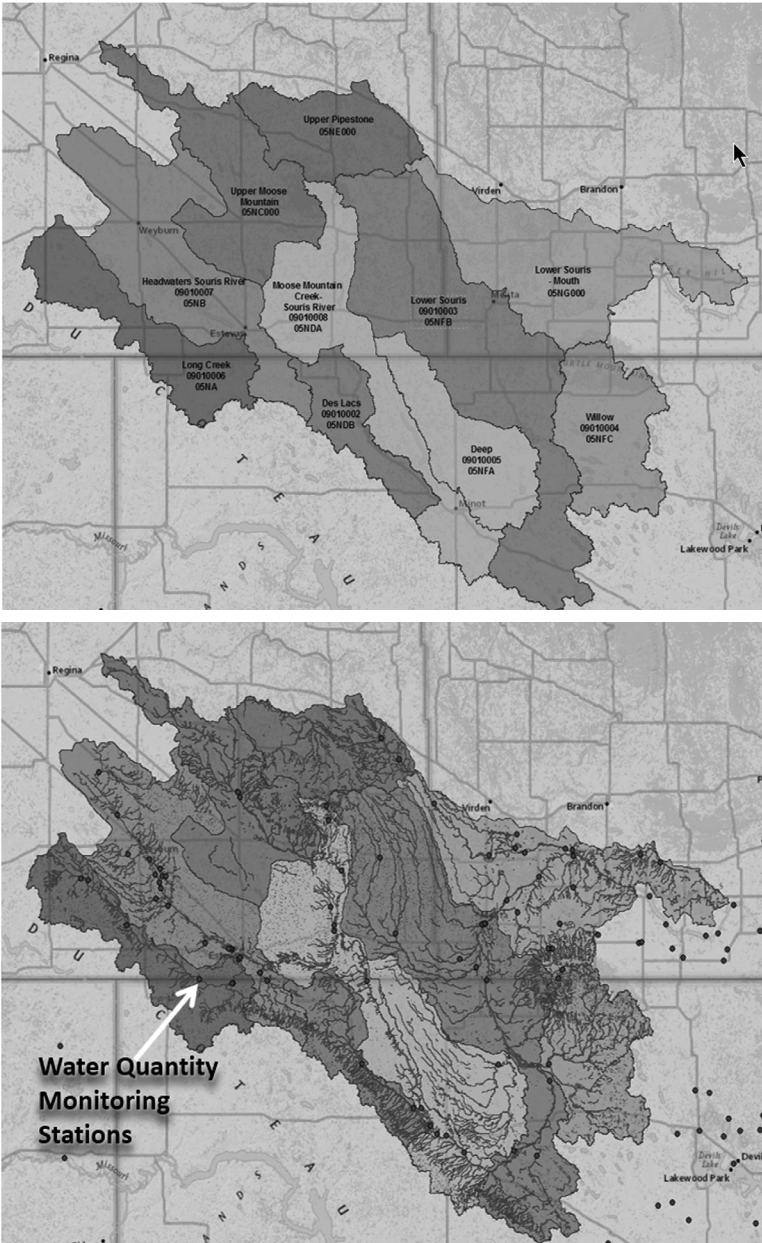 Regina
Upper Pipestone
05NE000
Virden
Brandon
Upper Moose
Mountain
05NC000
Weyburn
Headwaters Souris River
09010007
05NB
Moose Mountain
Creek-
Souris River
09010008
05NDA
Lower Souris
09010003
05NFB
Lower Souris
- Mouth
05NG000
Estevan
D U
Long Creek
09010006
05NA
Des Lacs
09010002
05NDB
Willow
09010004
05NFC
Deep
09010005
05NFA
Minot
C O T E A U
Missouri
Devils
Lake
Lakewood Park
Regina
Virden
Brandon
D U
Water Quantity
Monitoring
Stations
T E A U
Missouri
Devils
Lake
Devil
Lakewood Park